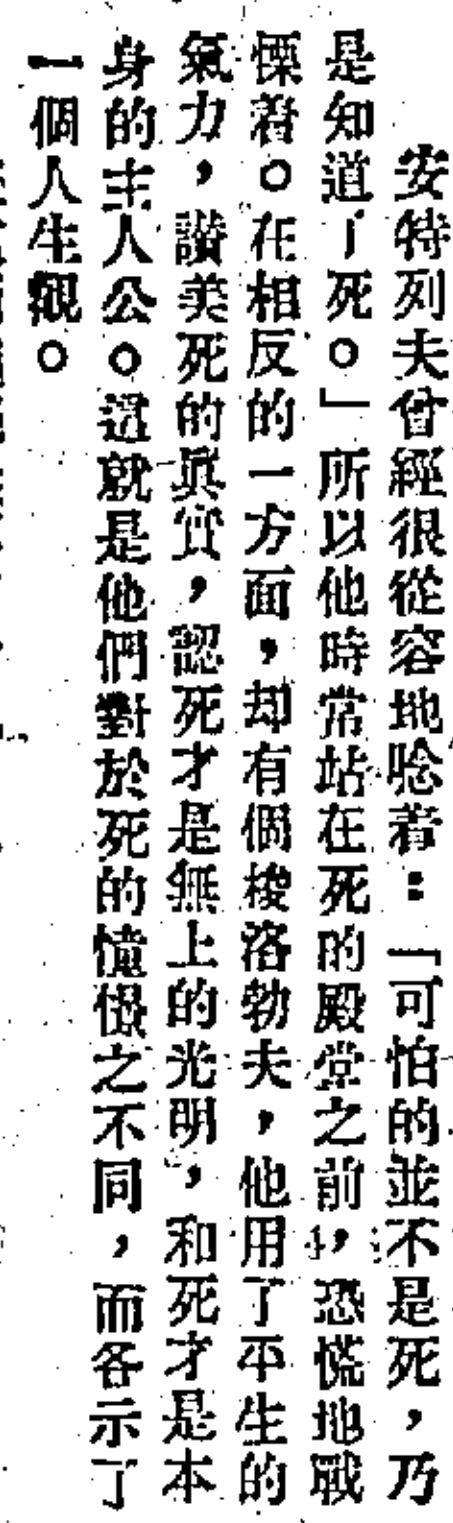 安特列夫曾經很從容地唸着：「可怕的並不是死，乃
是知道了死。」所以他時常站在死的殿堂之前，恐慌地戰
慄着。在相反的一方面，却有個梭洛勃夫，他用了平生的
氣力，讚美死的眞實，認死才是無上的光明，和死才是本
身的主人公。這就是他們對於死的憧憬之不同，而各示了
一個人生觀。